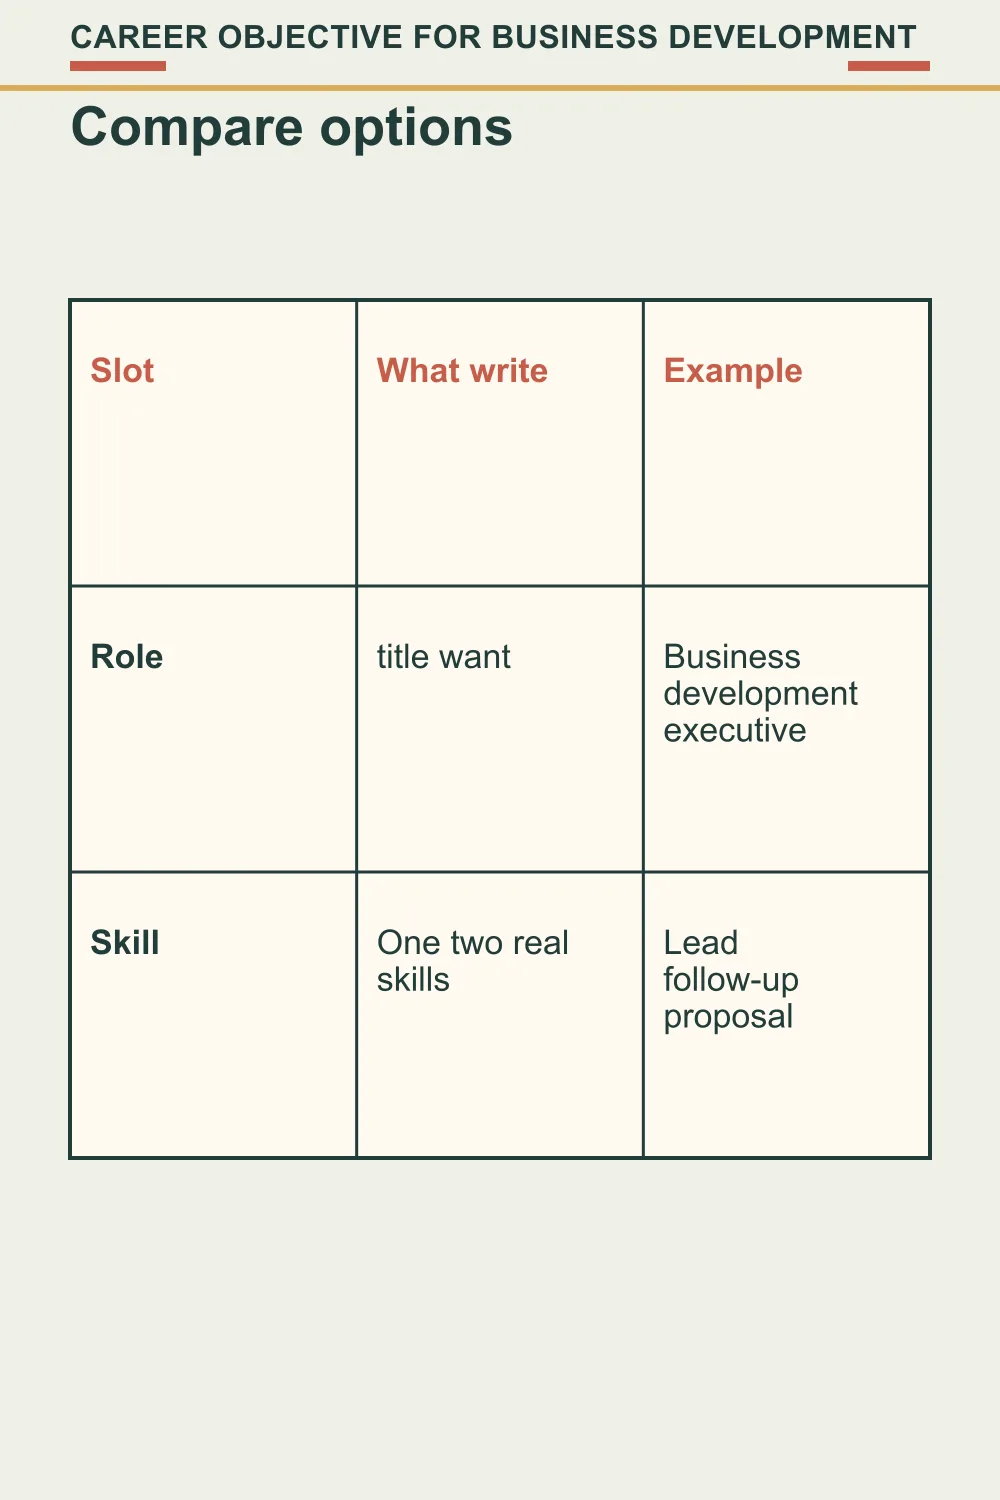 CAREER OBJECTIVE FOR BUSINESS DEVELOPMENT
Compare options
Slot
What write
Example
Role
title want
Business
development
executive
Skill
One two real
skills
Lead
follow-up
proposal